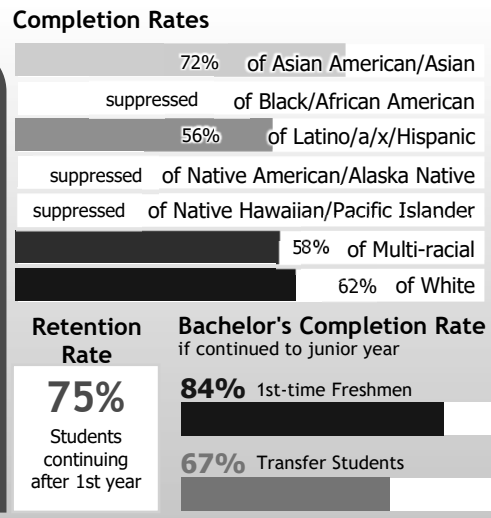 Completion Rates
72% of Asian American/Asian
suppressed of Black/African American
56% of Latino/a/x/Hispanic
suppressed of Native American/Alaska Native
suppressed of Native Hawaiian/Pacific Islander
58% of Multi-racial
62% of White
Retention
Rate
75%
Students
continuing
after 1st year
Bachelor's Completion Rate
if continued to junior year
84% 1st-time Freshmen
67% Transfer Students